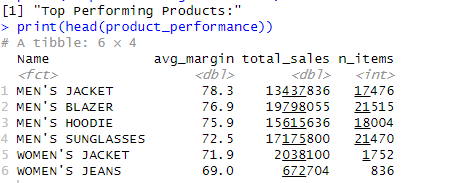 [1] "Top Performing Products:"
> print(head(product_performance))
# A tibble: 6 × 4
Name avg_margin total_sales n_items
<fct> <dbl> <dbl> <int>
1 MEN'S JACKET 78.3 13437836 17476
2 MEN'S BLAZER 76.9 19798055 21515
3 MEN'S HOODIE 75.9 15615636 18004
4 MEN'S SUNGLASSES 72.5 17175800 21470
5 WOMEN'S JACKET 71.9 2038100 1752
6 WOMEN'S JEANS 69.0 672704 836